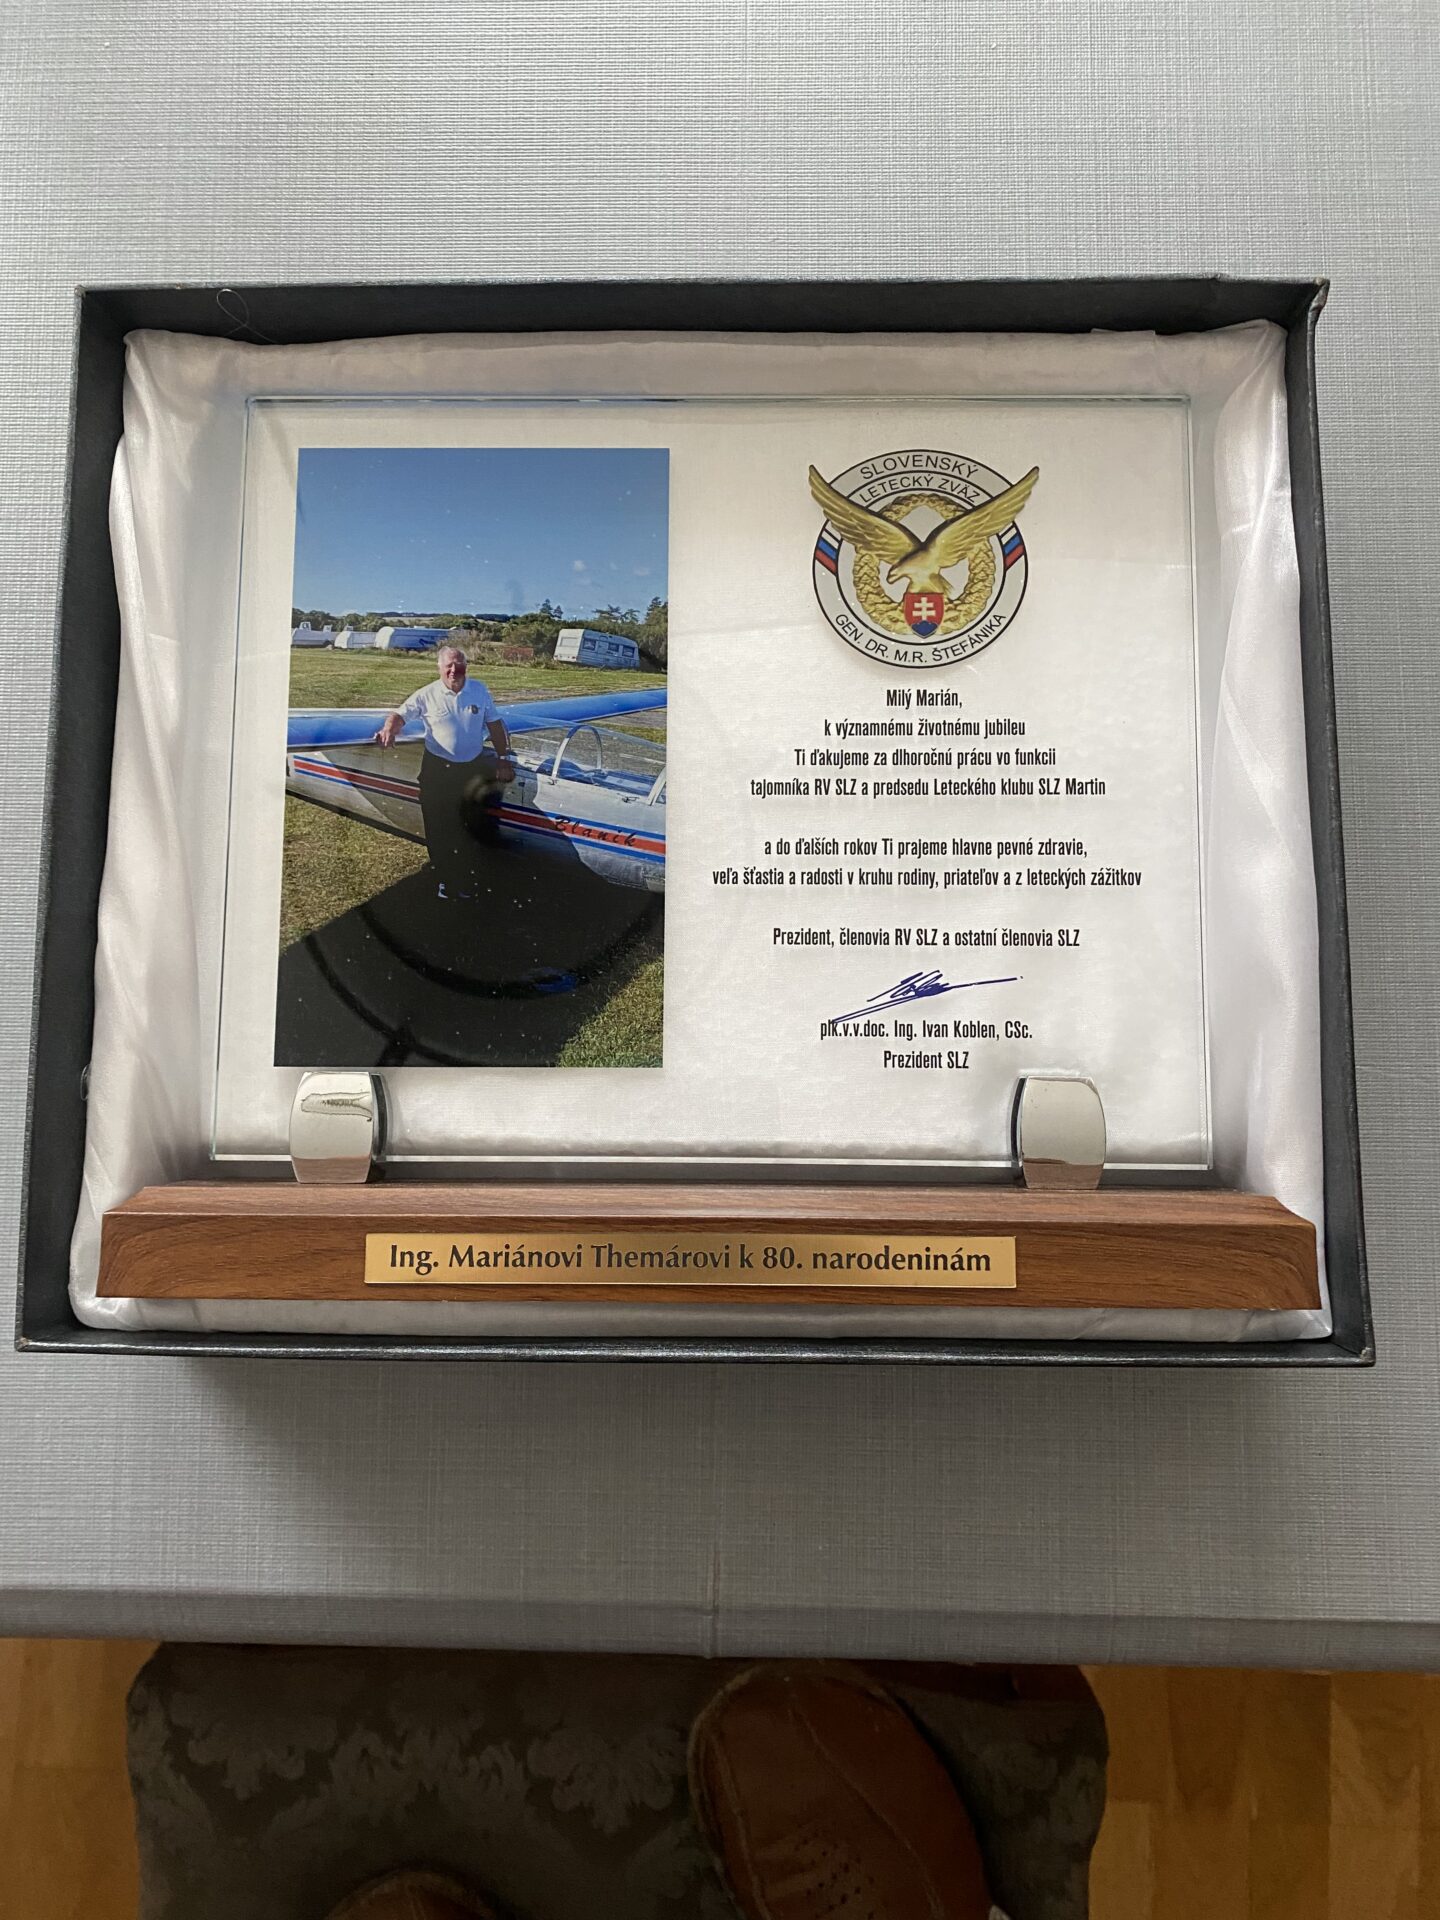 SLOVENSKÝ
LETECKÝ ZVÄZ
GEN. DR. M.R. ŠTEFÁNIKA
Milý Marián,
k významnému životnému jubileu
Ti ďakujeme za dlhoročnú prácu vo funkcii
tajomníka RV SLZ a predsedu Leteckého klubu SLZ Martin
a do ďalších rokov Ti prajeme hlavne pevné zdravie,
veľa šťastia a radosti v kruhu rodiny, priateľov a z leteckých zážitkov
Prezident, členovia RV SLZ a ostatní členovia SLZ
plk.v.v.doc. Ing. Ivan Koblen, CSc.
Prezident SLZ
Blanik
Ing. Mariánovi Themárovi k 80. narodeninám